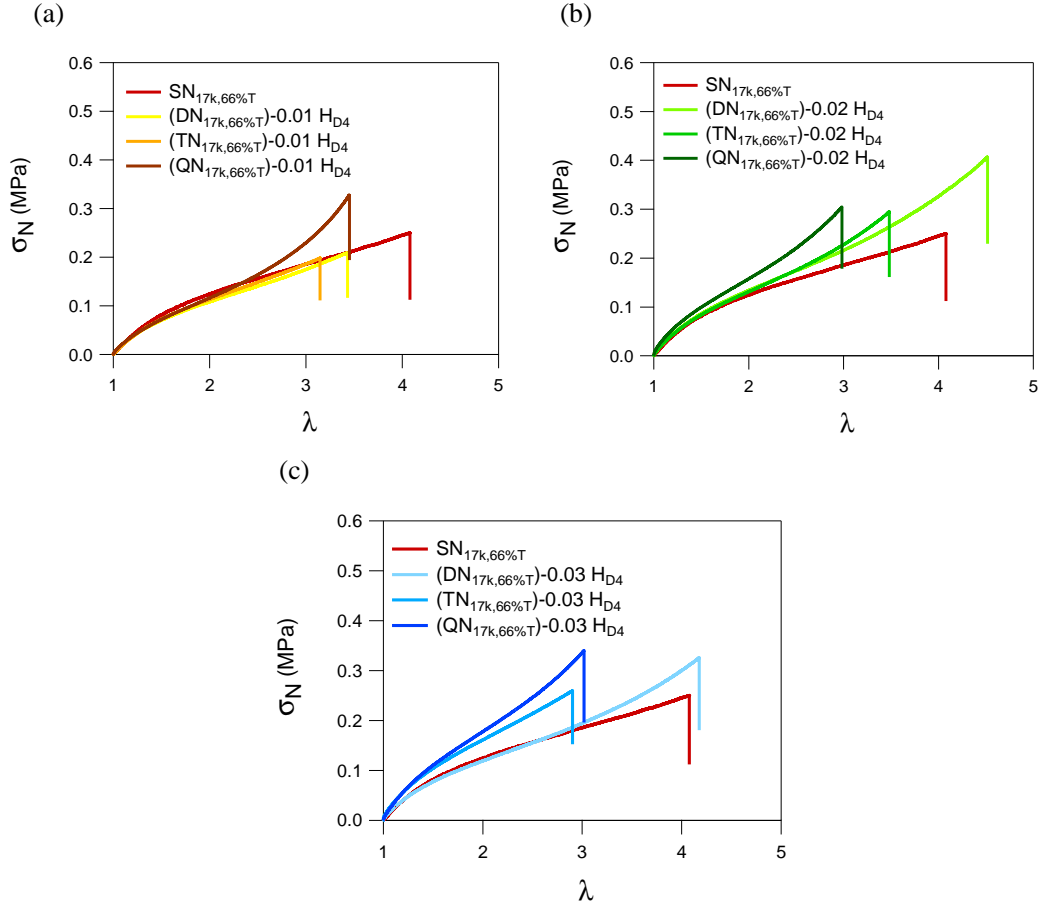 (a)
0.6
0.5
0.4
0.3
0.2
0.1
0.0
σN (MPa)
SN17k,66%T
(DN17k,66%T)-0.01 HD4
(TN17k,66%T)-0.01 HD4
(QN17k,66%T)-0.01 HD4
1 2 3 4 5
λ
(b)
0.6
0.5
0.4
0.3
0.2
0.1
0.0
σN (MPa)
SN17k,66%T
(DN17k,66%T)-0.02 HD4
(TN17k,66%T)-0.02 HD4
(QN17k,66%T)-0.02 HD4
1 2 3 4 5
λ
(c)
0.6
0.5
0.4
0.3
0.2
0.1
0.0
σN (MPa)
SN17k,66%T
(DN17k,66%T)-0.03 HD4
(TN17k,66%T)-0.03 HD4
(QN17k,66%T)-0.03 HD4
1 2 3 4 5
λ